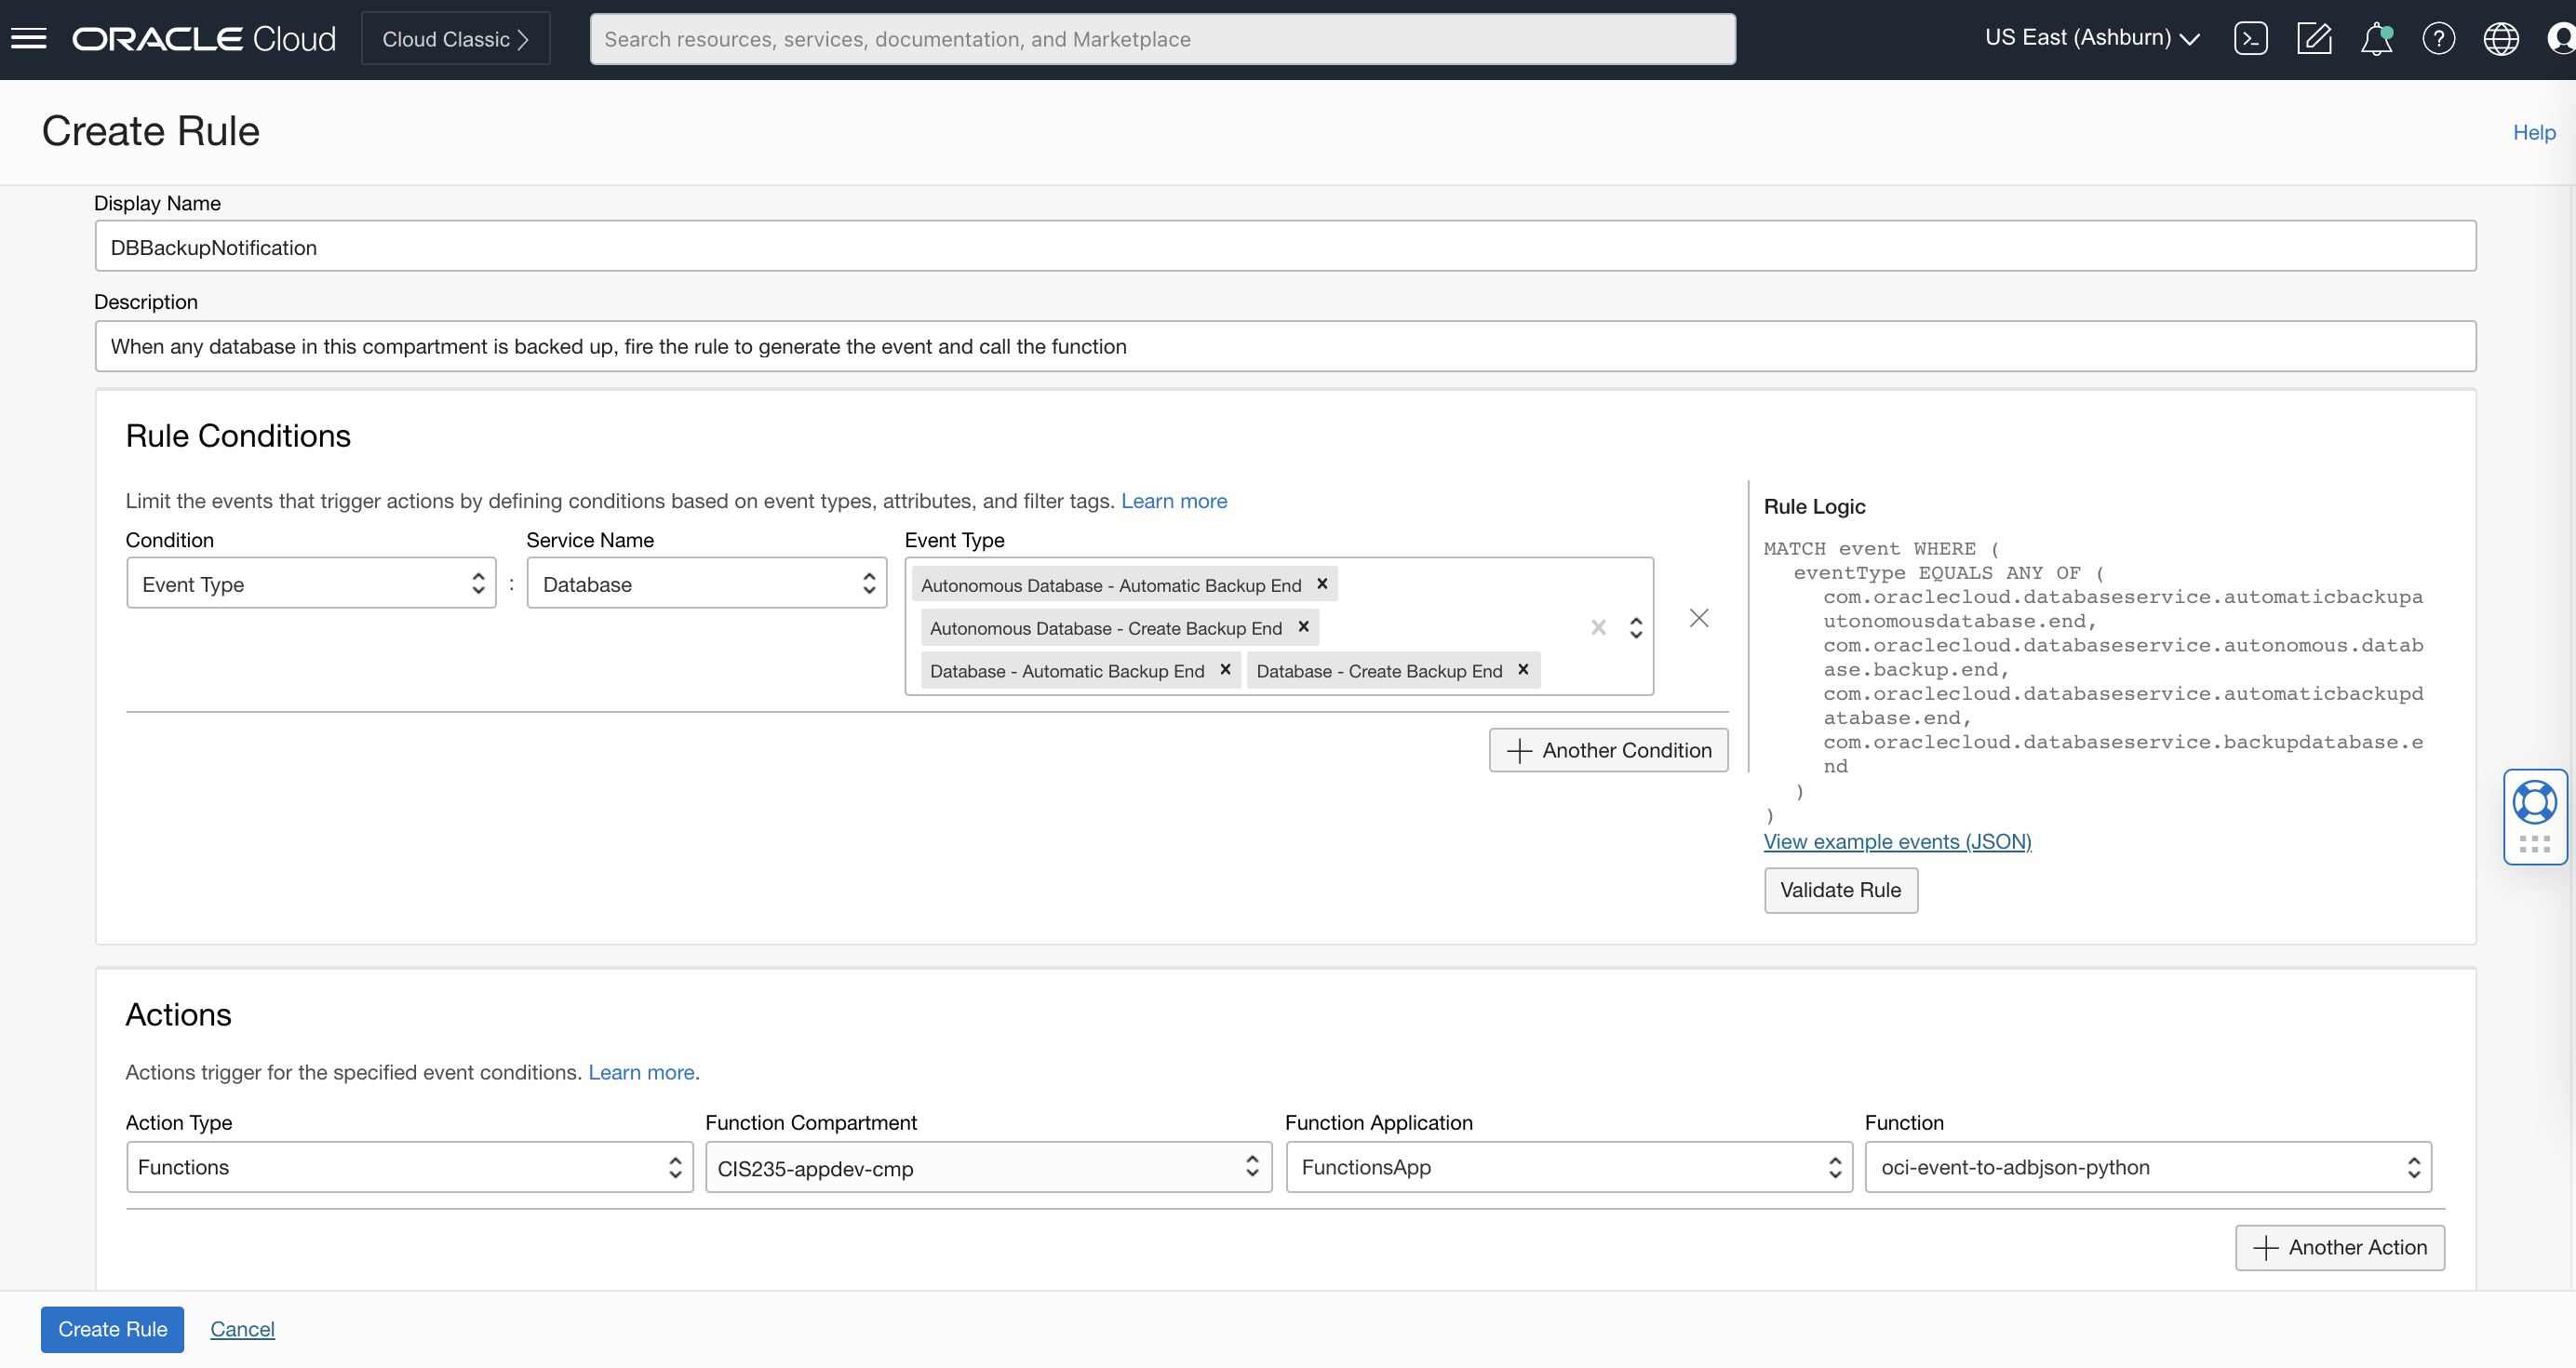 ORACLE Cloud
Cloud Classic
Search resources, services, documentation, and Marketplace
US East (Ashburn)
Create Rule
Help
Display Name
DBBackupNotification
Description
When any database in this compartment is backed up, fire the rule to generate the event and call the function
Rule Conditions
Limit the events that trigger actions by defining conditions based on event types, attributes, and filter tags. Learn more
Condition
Service Name
Event Type
Event Type
:
Database
Autonomous Database - Automatic Backup End
Autonomous Database - Create Backup End
Database - Automatic Backup End
Database - Create Backup End
Another Condition
Rule Logic
MATCH event WHERE (
eventType EQUALS ANY OF (
com.oraclecloud.databaseservice.automaticbackupa
utonomousdatabase.end,
com.oraclecloud.databaseservice.autonomous.datab
ase.backup.end,
com.oraclecloud.databaseservice.automaticbackupd
atabase.end,
com.oraclecloud.databaseservice.backupdatabase.e
nd
)
)
View example events (JSON)
Validate Rule
Actions
Actions trigger for the specified event conditions. Learn more.
Action Type
Function Compartment
Function Application
Function
Functions
CIS235-appdev-cmp
FunctionsApp
oci-event-to-adbjson-python
Another Action
Create Rule
Cancel